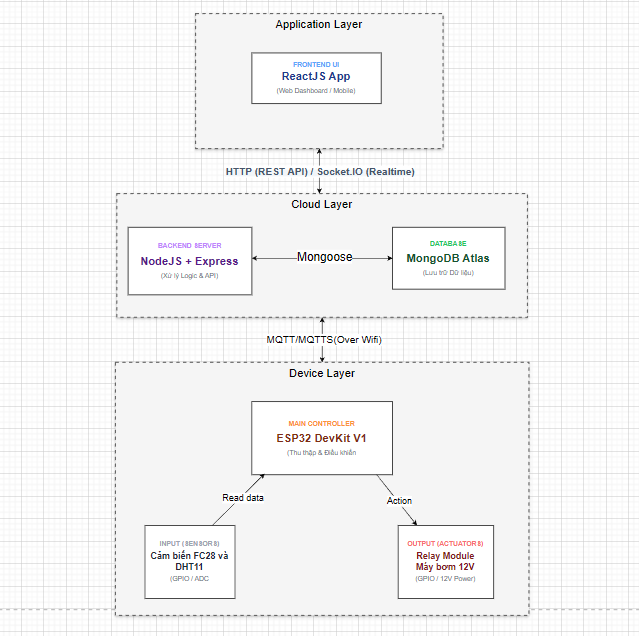 Application Layer
FRONTEND UI
ReactJS App
(Web Dashboard / Mobile)
HTTP (REST API) / Socket.IO (Realtime)
Cloud Layer
BACKEND SERVER
NodeJS + Express
(Xử lý Logic & API)
Mongoose
DATABASE
MongoDB Atlas
(Lưu trữ Dữ liệu)
MQTT/MQTTS(Over Wifi)
Device Layer
MAIN CONTROLLER
ESP32 DevKit V1
(Thu thập & Điều khiển
Read data
Action
INPUT (SENSORS)
Cảm biến FC28 và
DHT11
(GPIO / ADC)
OUTPUT (ACTUATORS)
Relay Module
Máy bơm 12V
(GPIO / 12V Power)